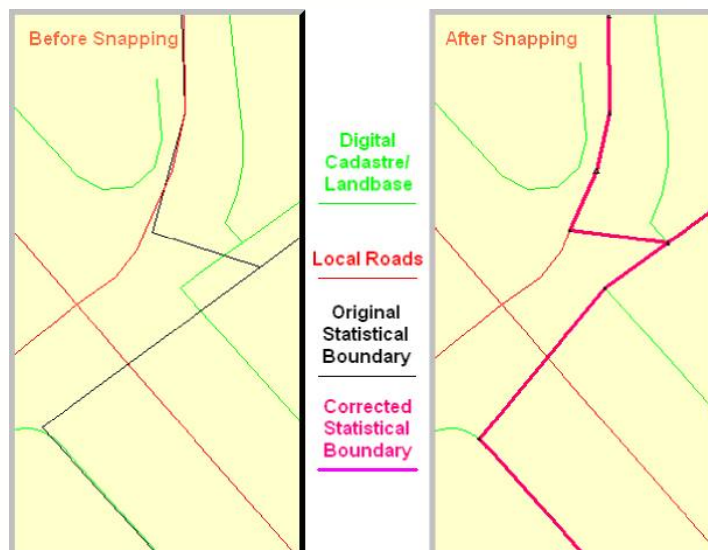 Before Snapping
Digital
Cadastre/
Landbase
Local Roads
Original
Statistical
Boundary
Corrected
Statistical
Boundary
After Snapping